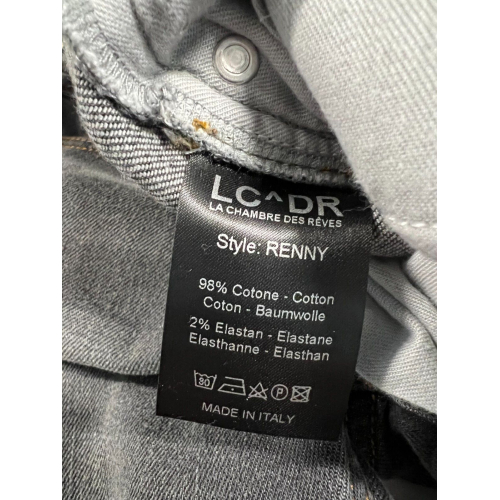 LC^DR
LA CHAMBRE DES RÊVES
Style: RENNY
98% Cotone - Cotton
Coton - Baumwolle
2% Elastan - Elastane
Elasthanne - Elasthan
30 P
MADE IN ITALY